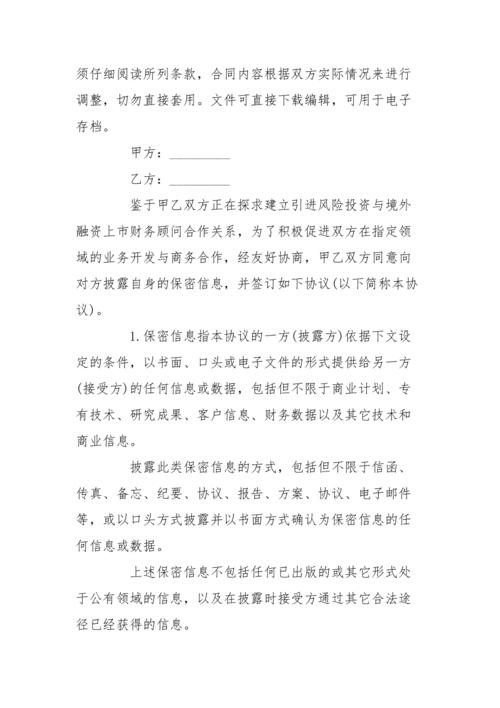 须仔细阅读所列条款，合同内容根据双方实际情况来进行
调整，切勿直接套用。文件可直接下载编辑，可用于电子
存档。
甲方：_________
乙方：_________
鉴于甲乙双方正在探求建立引进风险投资与境外
融资上市财务顾问合作关系，为了积极促进双方在指定领
域的业务开发与商务合作，经友好协商，甲乙双方同意向
对方披露自身的保密信息，并签订如下协议(以下简称本协
议)。
1.保密信息指本协议的一方(披露方)依据下文设
定的条件，以书面、口头或电子文件的形式提供给另一方
(接受方)的任何信息或数据，包括但不限于商业计划、专
有技术、研究成果、客户信息、财务数据以及其它技术和
商业信息。
披露此类保密信息的方式，包括但不限于信函、
传真、备忘、纪要、协议、报告、方案、协议、电子邮件
等，或以口头方式披露并以书面方式确认为保密信息的任
何信息或数据。
上述保密信息不包括任何已出版的或其它形式处
于公有领域的信息，以及在披露时接受方通过其它合法途
径已经获得的信息。